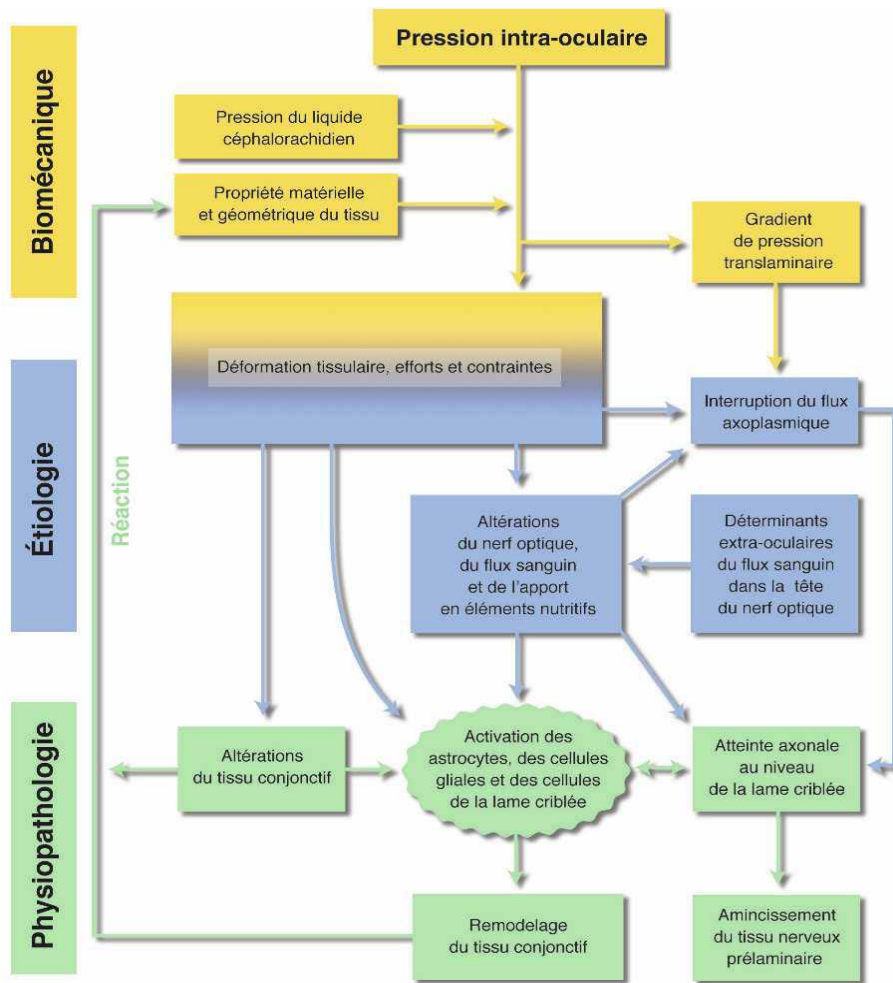 Biomécanique
Pression intra-oculaire
Pression du liquide
céphalorachidien
Propriété matérielle
et géométrique du tissu
Gradient
de pression
translaminaire
Étiologie
Réaction
Déformation tissulaire, efforts et contraintes
Interruption du flux
axoplasmique
Altérations
du nerf optique,
du flux sanguin
et de l'apport
en éléments nutritifs
Déterminants
extra-oculaires
du flux sanguin
dans la tête
du nerf optique
Physiopathologie
Altérations
du tissu conjonctif
Activation des
astrocytes, des cellules
gliales et des cellules
de la lame criblée
Atteinte axonale
au niveau
de la lame criblée
Remodelage
du tissu conjonctif
Amincissement
du tissu nerveux
prélaminaire